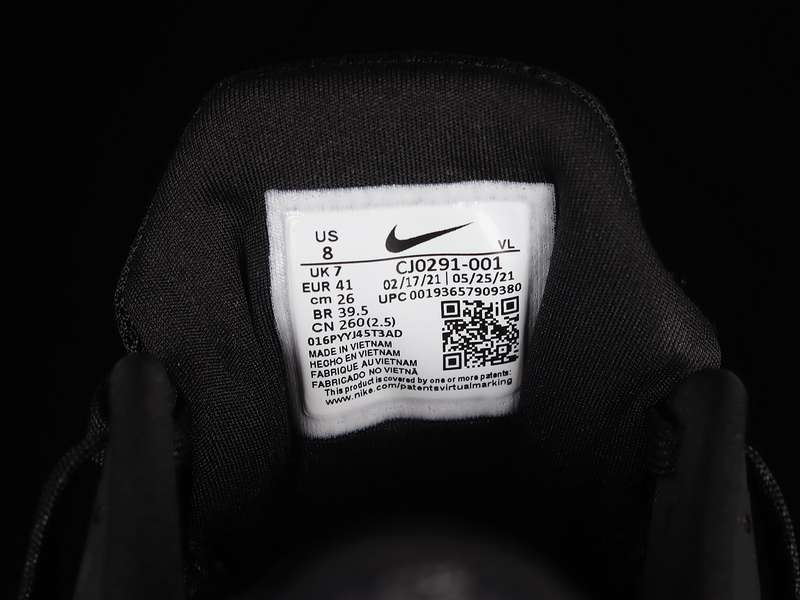 US
8
VL
UK 7
CJ0291-001
EUR 41
02/17/21 | 05/25/21
cm 26
UPC 00193657909380
BR 39.5
CN 260(2.5)
016PYYJ45T3AD
MADE IN VIETNAM
HECHO EN VIETNAM
FABRIQUE AU VIETNAM
FABRICADO NO VIETNÃ
This product is covered by one or more patents:
www.nike.com/patentsvirtualmarking